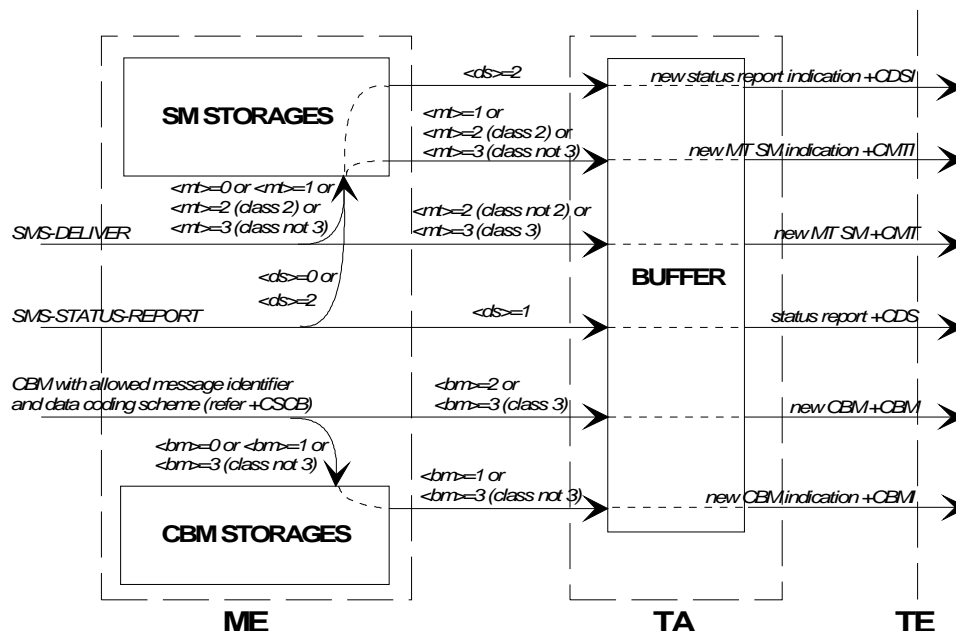 <ds>=2
new status report indication +CDSI
SM STORAGES
<mt>=1 or
<mt>=2 (class 2) or
<mt>=3 (class not 3)
new MT SM indication +CMTI
<mt>=0 or <mt>=1 or
<mt>=2 (class 2) or
<mt>=3 (class not 3)
<mt>=2 (class not 2) or
<mt>=3 (class 3)
SMS-DELIVER
new MT SM +CMT
BUFFER
<ds>=0 or
<ds>=2
SMS-STATUS-REPORT
<ds>=1
status report +CDS
CBM with allowed message identifier
and data coding scheme (refer +CSCB)
<bm>=2 or
<bm>=3 (class 3)
new CBM +CBM
<bm>=0 or <bm>=1 or
<bm>=3 (class not 3)
<bm>=1 or
<bm>=3 (class not 3)
new CBM indication +CBMI
CBM STORAGES
ME
TA
TE